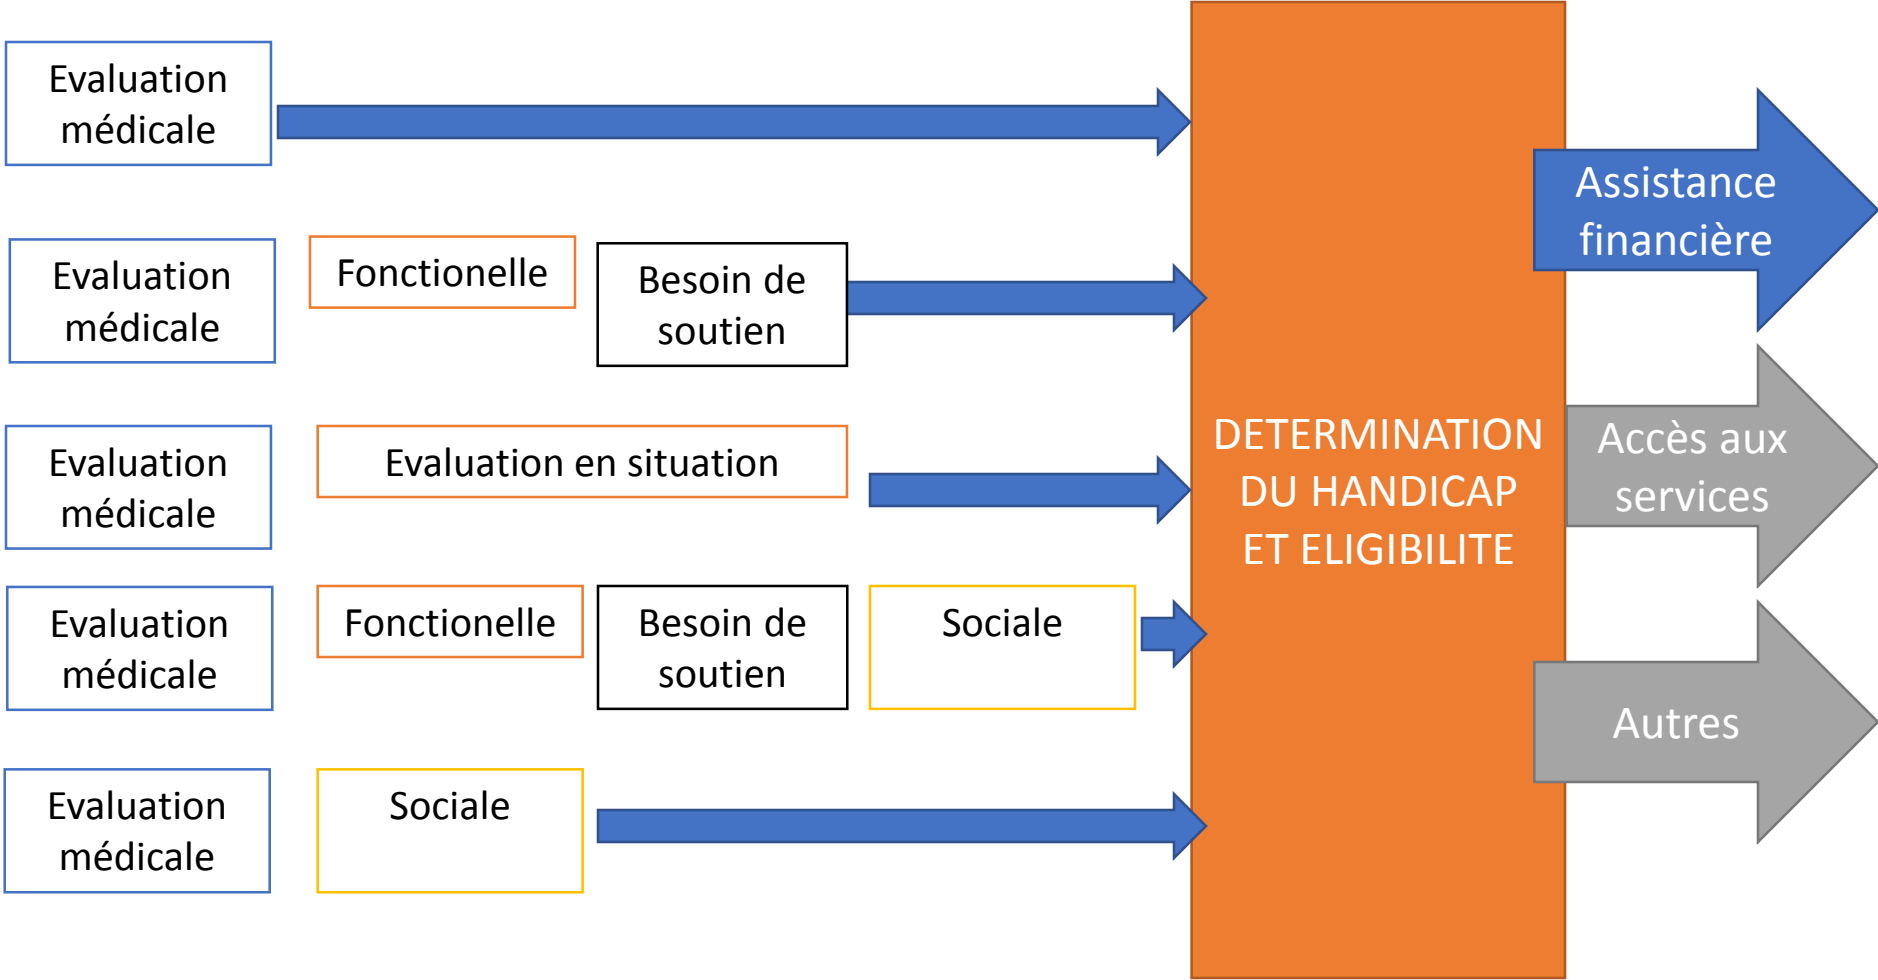 Evaluation
médicale
Evaluation
médicale
Fonctionelle
Besoin de
soutien
Evaluation
médicale
Evaluation en situation
Evaluation
médicale
Fonctionelle
Besoin de
soutien
Sociale
Evaluation
médicale
Sociale
DETERMINATION
DU HANDICAP
ET ELIGIBILITE
Assistance
financière
Accès aux
services
Autres